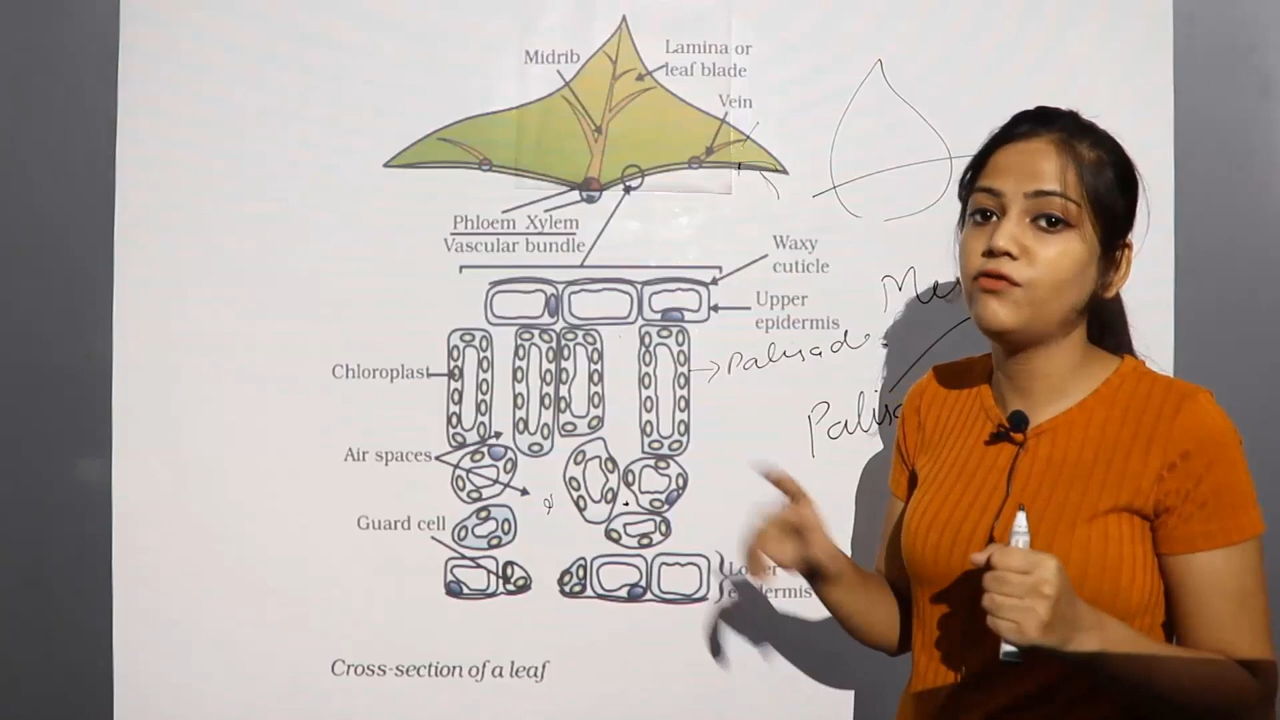 Midrib
Lamina or
leaf blade
Vein
Phloem Xylem
Vascular bundle
Waxy
cuticle
Upper
epidermis
Chloroplast
Palisade
Air spaces
Guard cell
Cross-section of a leaf